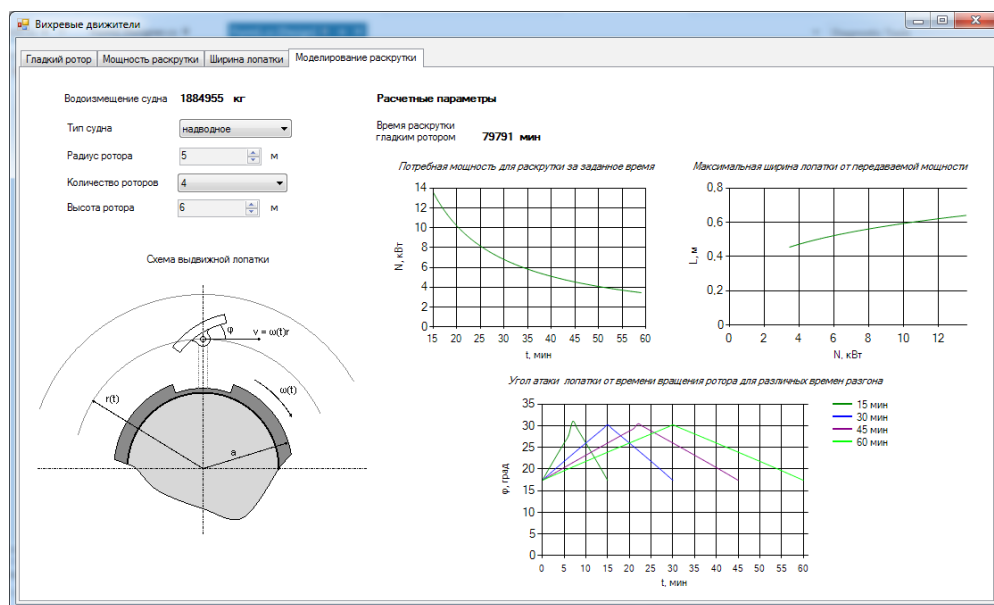 Вихревые движители
Гладкий ротор
Мощность раскрутки
Ширина лопатки
Моделирование раскрутки
Водоизмещение судна 1884955 кг
Тип судна надводное
Радиус ротора 5 м
Количество роторов 4
Высота ротора 6 м
Схема выдвижной лопатки
φ
v = ω(t)r
ω(t)
r(t)
a
Расчетные параметры
Время раскрутки
гладким ротором 79791 мин
Потребная мощность для раскрутки за заданное время
14
12
10
8
6
4
2
0
N, кВт
15 20 25 30 35 40 45 50 55 60
t, мин
Максимальная ширина лопатки от передаваемой мощности
0,8
0,6
0,4
0,2
0
L, м
0 2 4 6 8 10 12
N, кВт
Угол атаки лопатки от времени вращения ротора для различных времен разгона
35
30
25
20
15
10
5
0
φ, град
0 5 10 15 20 25 30 35 40 45 50 55 60
t, мин
15 мин
30 мин
45 мин
60 мин